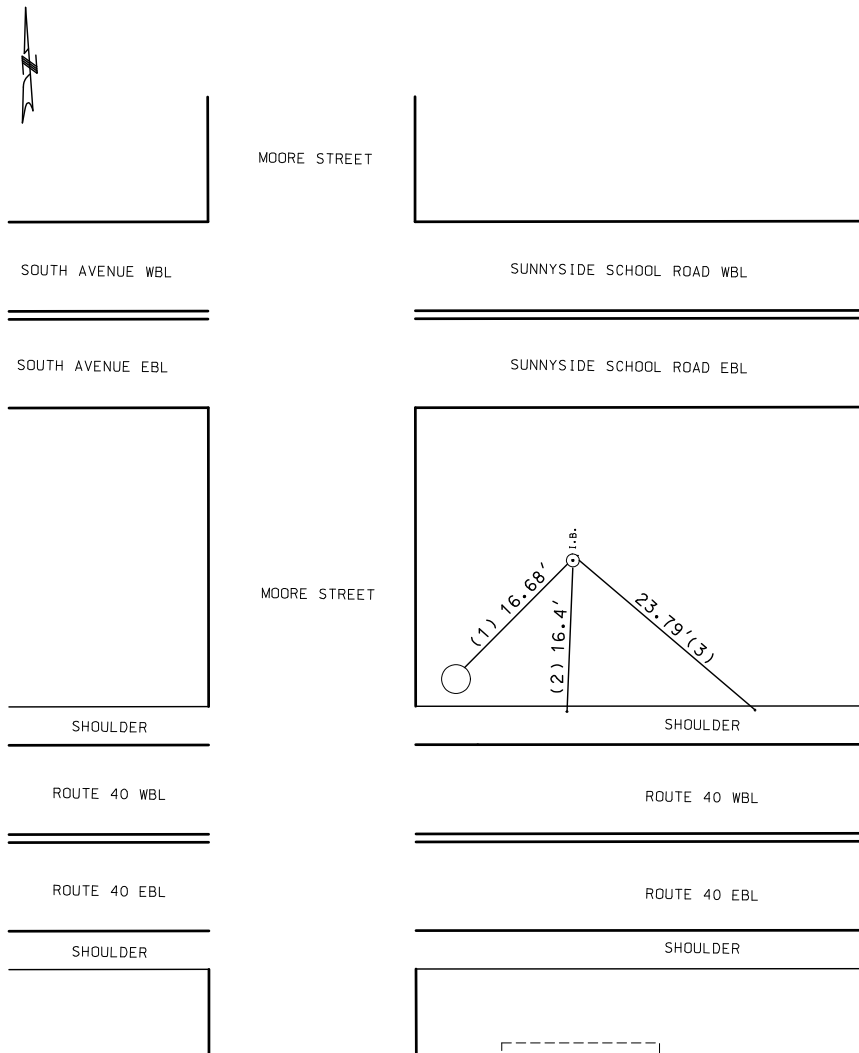 N
MOORE STREET
SOUTH AVENUE WBL
SUNNYSIDE SCHOOL ROAD WBL
SOUTH AVENUE EBL
SUNNYSIDE SCHOOL ROAD EBL
I.B.
MOORE STREET
(1) 16.68'
(2) 16.4'
23.79'(3)
SHOULDER
SHOULDER
ROUTE 40 WBL
ROUTE 40 WBL
ROUTE 40 EBL
ROUTE 40 EBL
SHOULDER
SHOULDER